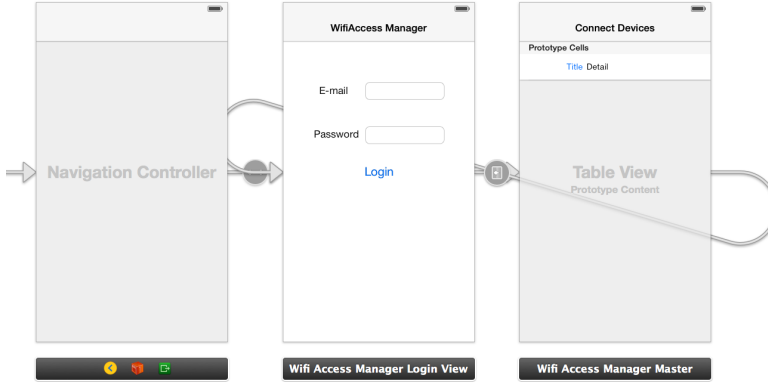 WifiAccess Manager
Connect Devices
Prototype Cells
Title Detail
E-mail
Password
Login
Navigation Controller
Table View
Prototype Content
Wifi Access Manager Login View
Wifi Access Manager Master